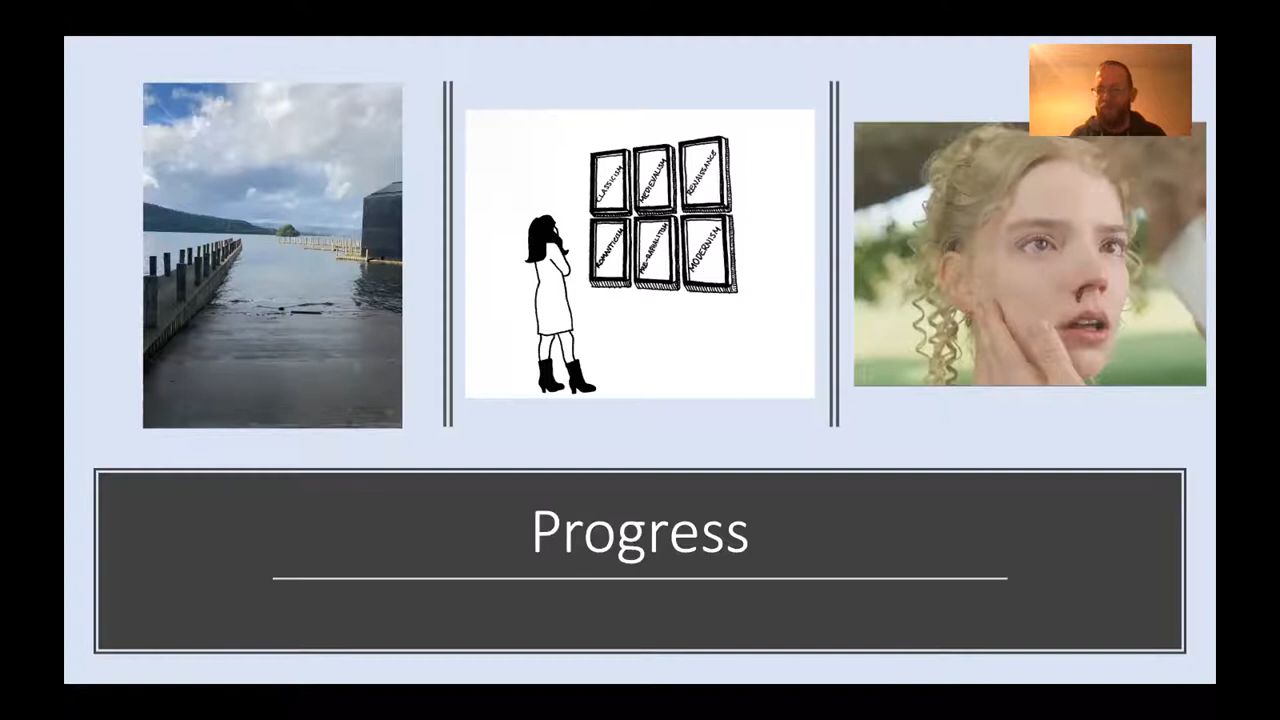 CLASSICISM
MEDIEVALISM
RENAISSANCE
ROMANTICISM
PRE-RAPHAELITISM
MODERNISM
Progress